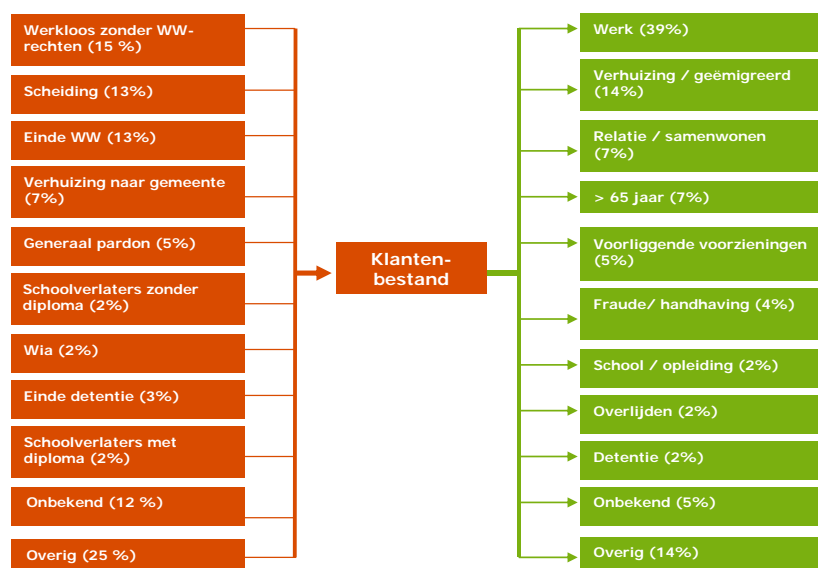 Werkloos zonder WW-
rechten (15 %)
Scheiding (13%)
Einde WW (13%)
Verhuizing naar gemeente
(7%)
Generaal pardon (5%)
Schoolverlaters zonder
diploma (2%)
Wia (2%)
Einde detentie (3%)
Schoolverlaters met
diploma (2%)
Onbekend (12 %)
Overig (25 %)
Klanten-
bestand
Werk (39%)
Verhuizing / geëmigreerd
(14%)
Relatie / samenwonen
(7%)
> 65 jaar (7%)
Voorliggende voorzieningen
(5%)
Fraude/ handhaving (4%)
School / opleiding (2%)
Overlijden (2%)
Detentie (2%)
Onbekend (5%)
Overig (14%)